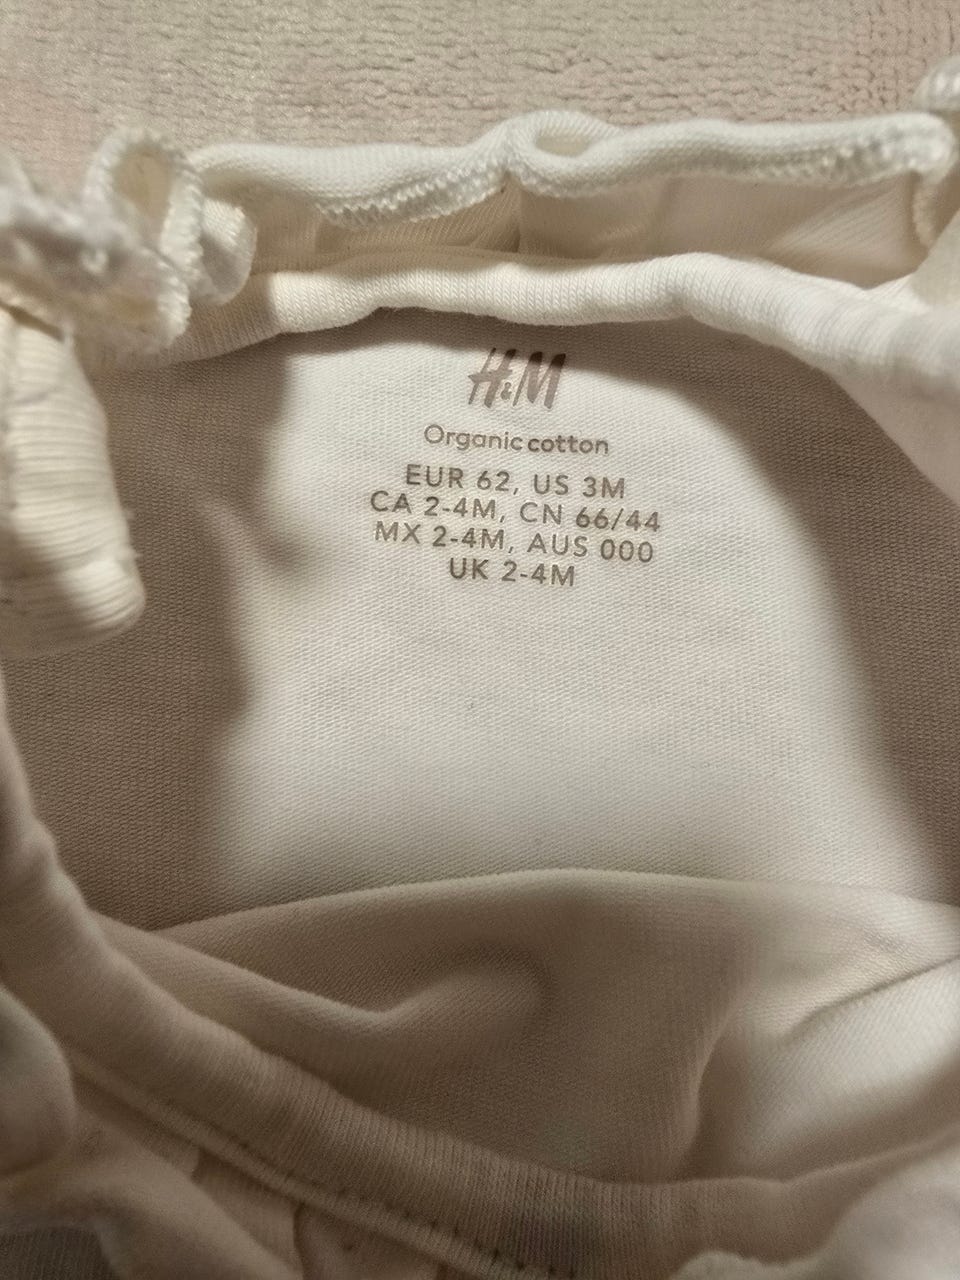 H&M
Organic cotton
EUR 62, US 3M
CA 2-4M, CN 66/44
MX 2-4M, AUS 000
UK 2-4M